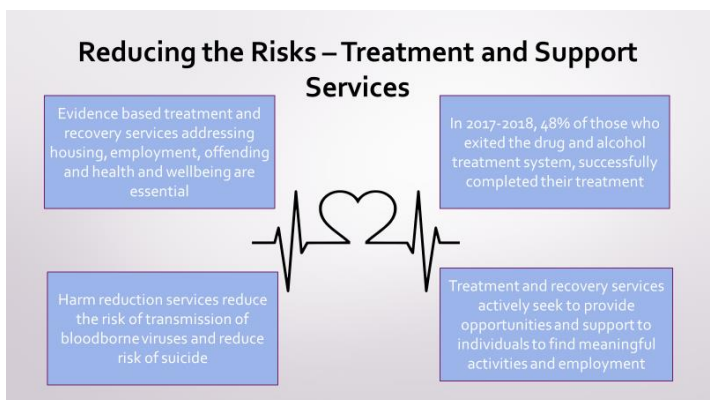 Reducing the Risks – Treatment and Support
Services
Evidence based treatment and
recovery services addressing
housing, employment, offending
and health and wellbeing are
essential
In 2017-2018, 48% of those who
exited the drug and alcohol
treatment system, successfully
completed their treatment
Harm reduction services reduce
the risk of transmission of
bloodborne viruses and reduce
risk of suicide
Treatment and recovery services
actively seek to provide
opportunities and support to
individuals to find meaningful
activities and employment